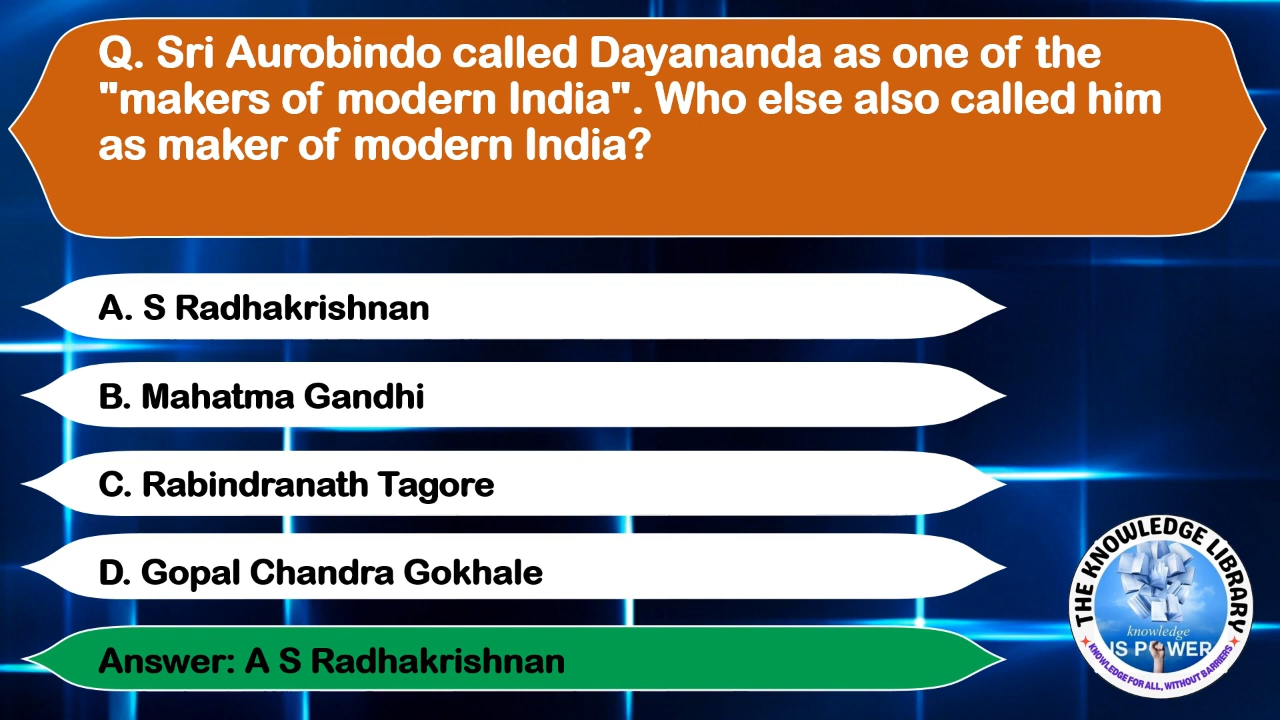 Q. Sri Aurobindo called Dayananda as one of the
"makers of modern India". Who else also called him
as maker of modern India?
A. S Radhakrishnan
B. Mahatma Gandhi
C. Rabindranath Tagore
D. Gopal Chandra Gokhale
Answer: A S Radhakrishnan
THE KNOWLEDGE LIBRARY
knowledge
IS POWER
KNOWLEDGE FOR ALL, WITHOUT BARRIERS